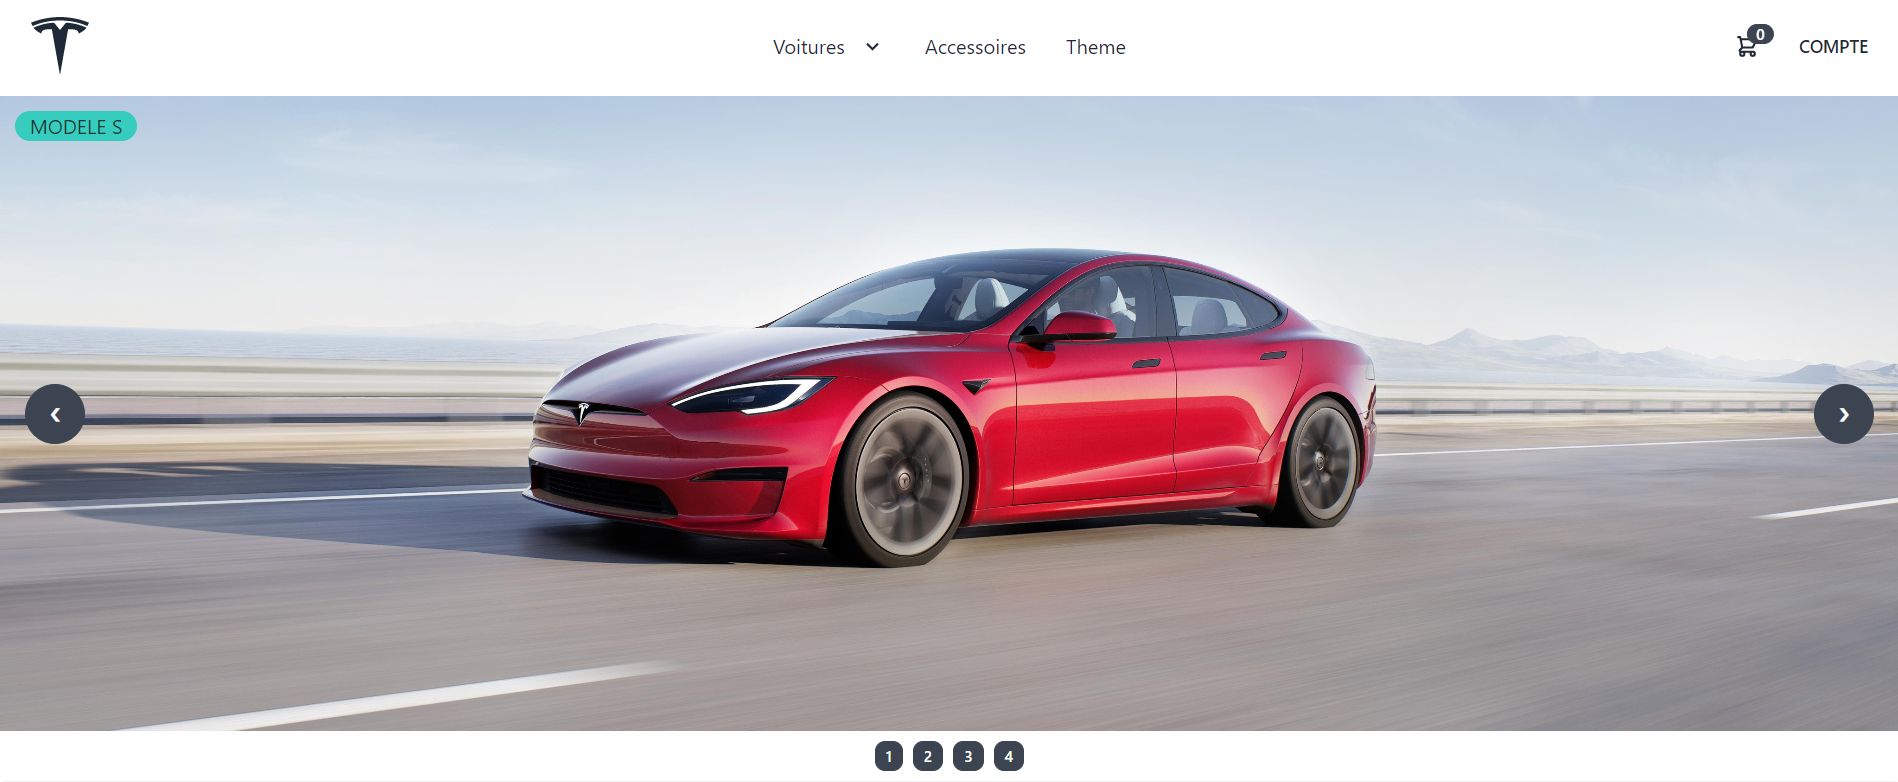 Voitures Accessoires Theme 0 COMPTE
MODELE S
‹ ›
1 2 3 4